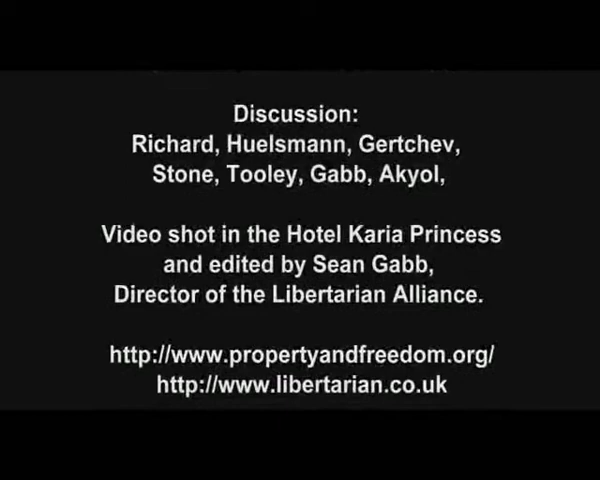 Discussion:
Richard, Huelsmann, Gertchev,
Stone, Tooley, Gabb, Akyol,
Video shot in the Hotel Karia Princess
and edited by Sean Gabb,
Director of the Libertarian Alliance.
http://www.propertyandfreedom.org/
http://www.libertarian.co.uk